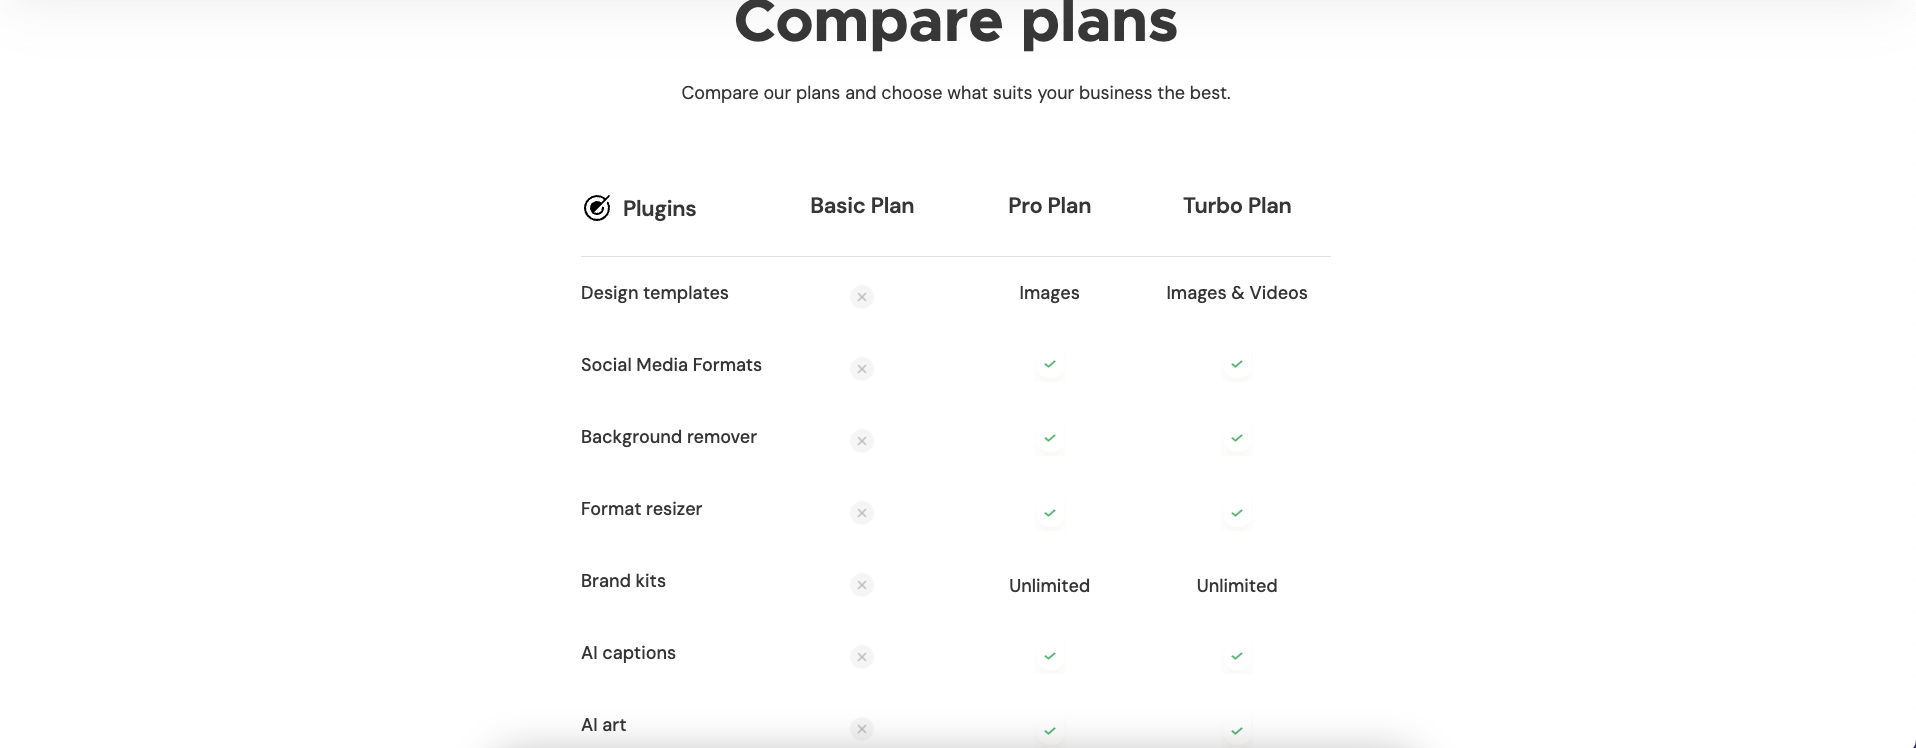 Compare plans
Compare our plans and choose what suits your business the best.
Plugins Basic Plan Pro Plan Turbo Plan
Design templates Images Images & Videos
Social Media Formats
Background remover
Format resizer
Brand kits Unlimited Unlimited
AI captions
AI art